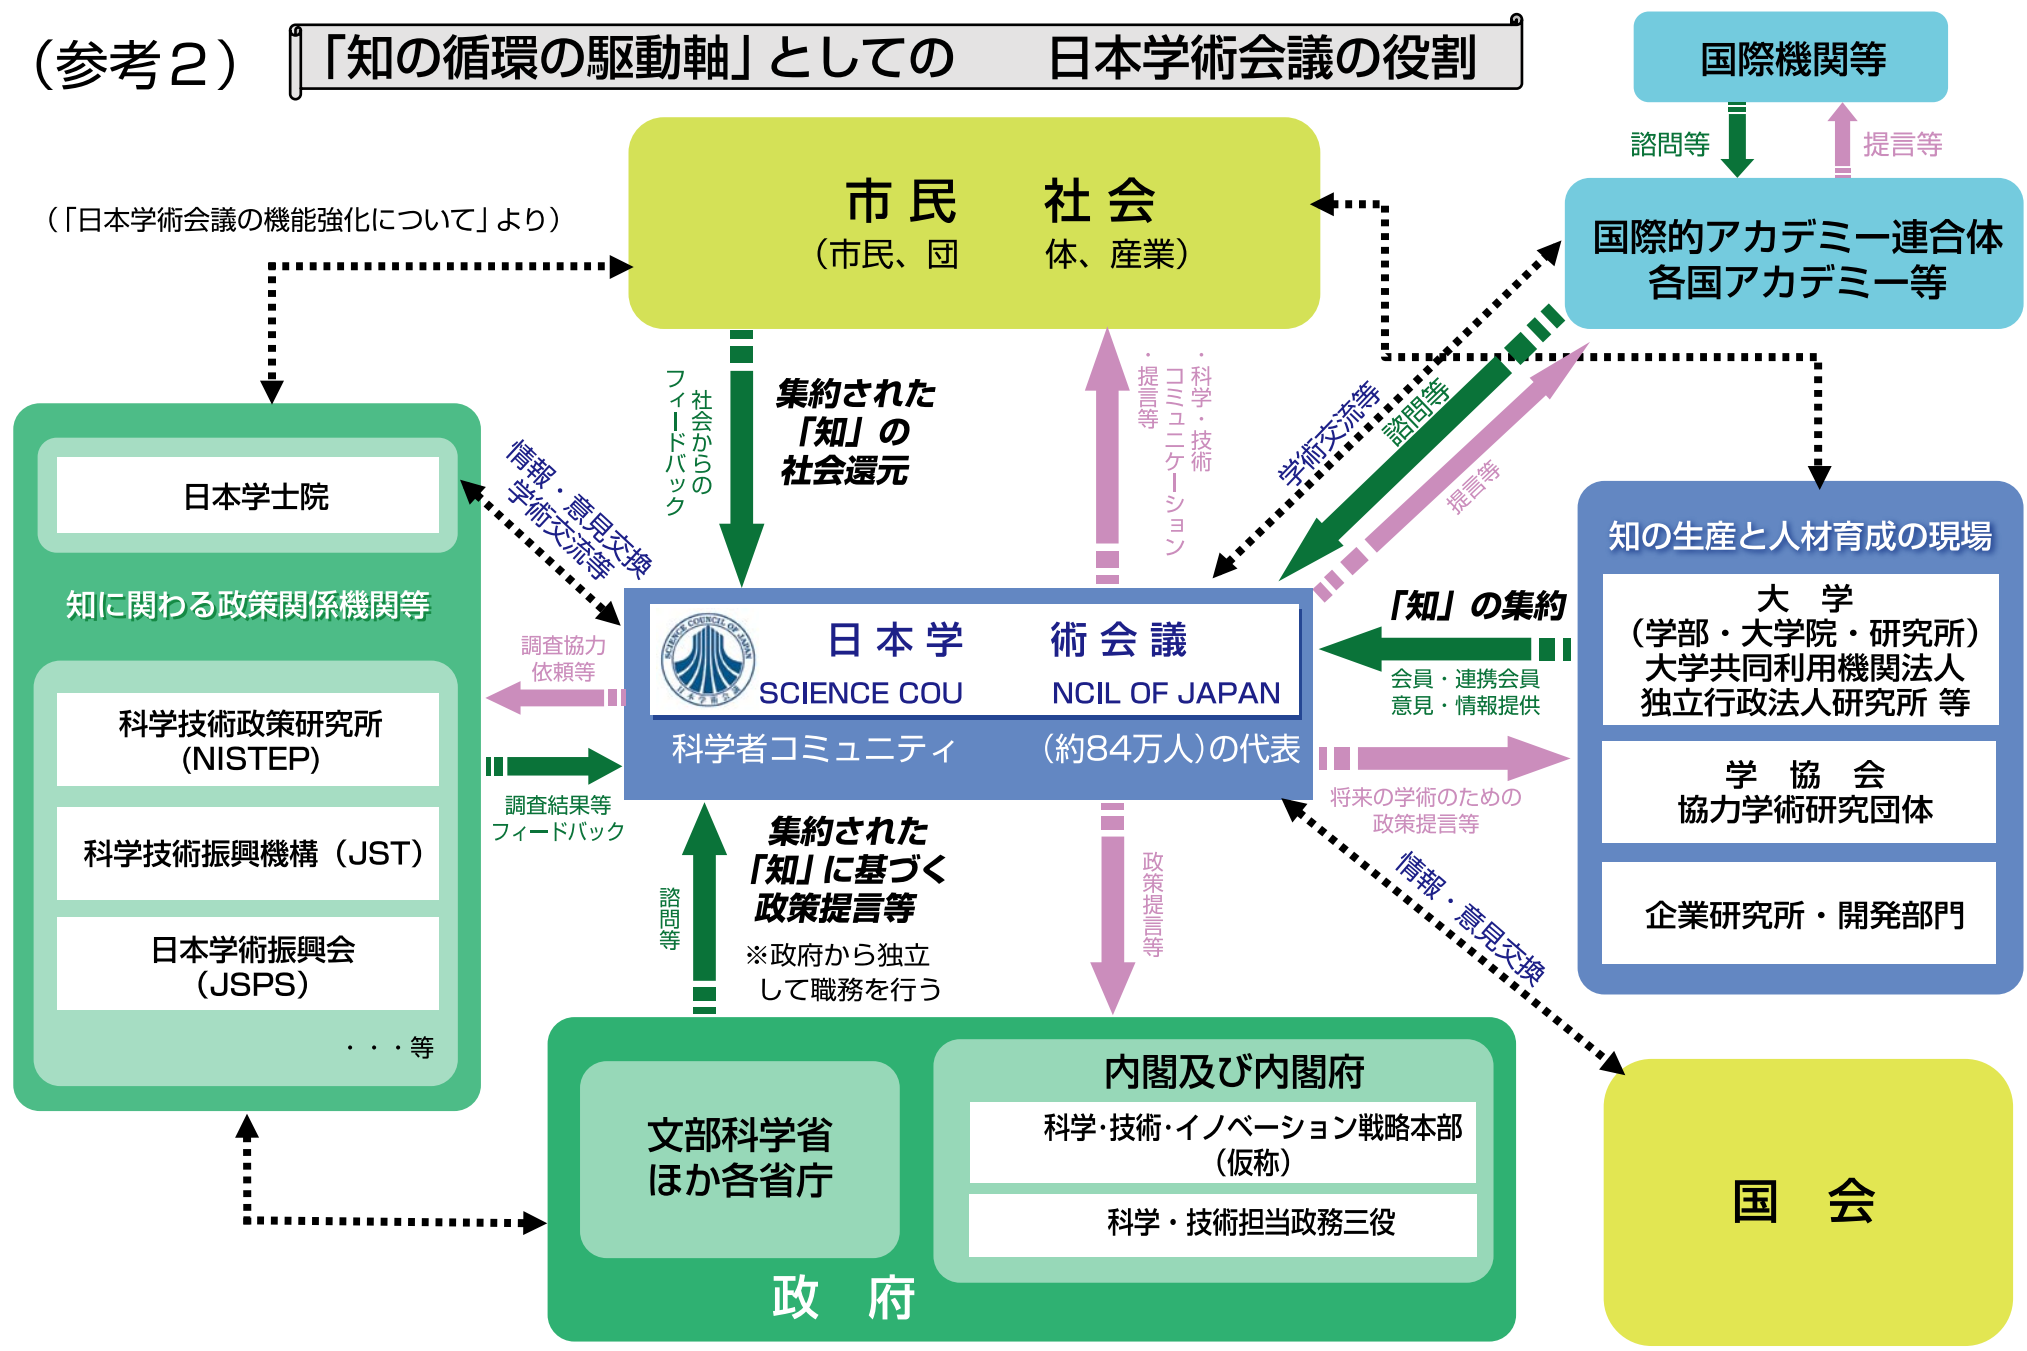 （参考２）
「知の循環の駆動軸」としての　　日本学術会議の役割
国際機関等
諮問等
提言等
国際的アカデミー連合体
各国アカデミー等
（「日本学術会議の機能強化について」より）
市 民　　社 会
（市民、団　　体、産業）
社会からの
フィードバック
集約された
「知」の
社会還元
・科学・技術
コミュニケーション
・提言等
学術交流等
諮問等
提言等
日本学士院
知に関わる政策関係機関等
科学技術政策研究所
(NISTEP)
科学技術振興機構（JST）
日本学術振興会
（JSPS）
・・・等
情報・意見交換
学術交流等
調査協力
依頼等
調査結果等
フィードバック
SCIENCE COUNCIL OF JAPAN
日本学術会議
日 本 学　　術 会 議
SCIENCE COU　　NCIL OF JAPAN
科学者コミュニティ　　（約84万人）の代表
「知」の集約
会員・連携会員
意見・情報提供
将来の学術のための
政策提言等
知の生産と人材育成の現場
大　学
（学部・大学院・研究所）
大学共同利用機関法人
独立行政法人研究所 等
学　協　会
協力学術研究団体
企業研究所・開発部門
諮問等
集約された
「知」に基づく
政策提言等
※政府から独立
して職務を行う
政策提言等
情報・意見交換
文部科学省
ほか各省庁
内閣及び内閣府
科学・技術・イノベーション戦略本部
（仮称）
科学・技術担当政務三役
政　府
国　会